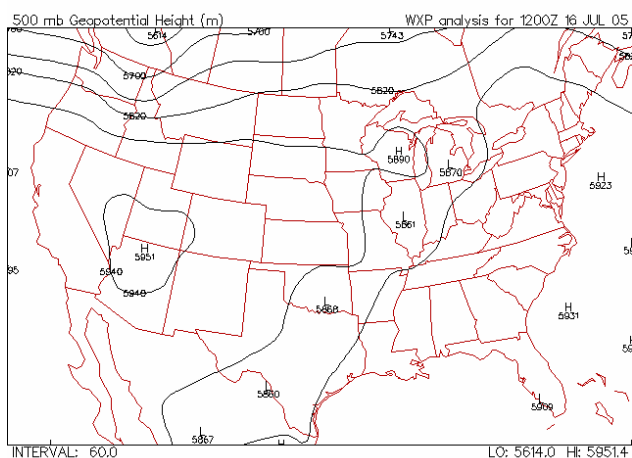 500 mb Geopotential Height (m)
WXP analysis for 1200Z 16 JUL 05
5614
5700
5743
5700
5820
5820
H
5890
L
5870
H
5923
L
5861
H
5951
5940
5940
L
5868
H
5931
L
5880
L
5909
L
5867
H
INTERVAL: 60.0
LO: 5614.0 HI: 5951.4